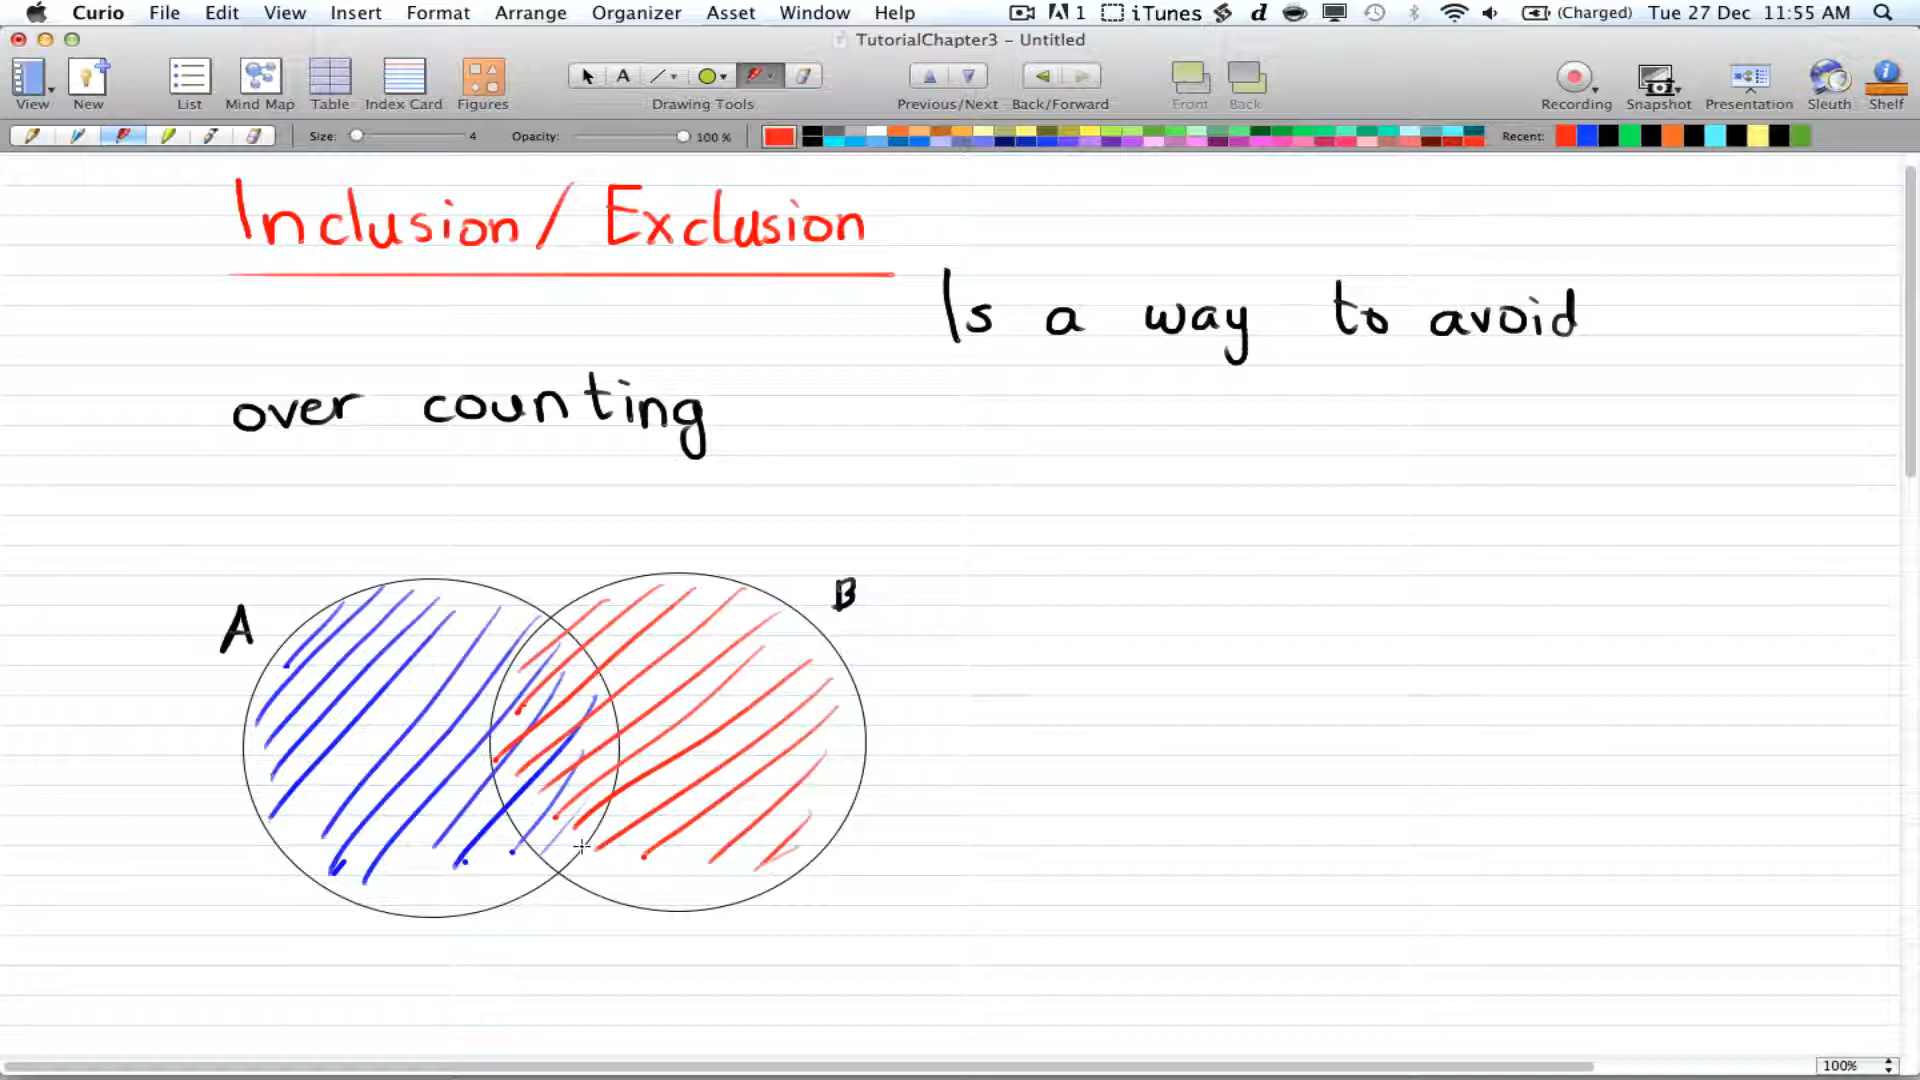 Curio File Edit View Insert Format Arrange Organizer Asset Window Help 1 iTunes d (Charged) Tue 27 Dec 11:55 AM
TutorialChapter3 – Untitled
View New List Mind Map Table Index Card Figures Drawing Tools Previous/Next Back/Forward Front Back Recording Snapshot Presentation Sleuth Shelf
Size: 4 Opacity: 100 % Recent:
Inclusion/ Exclusion
Is a way to avoid
over counting
A B
100%